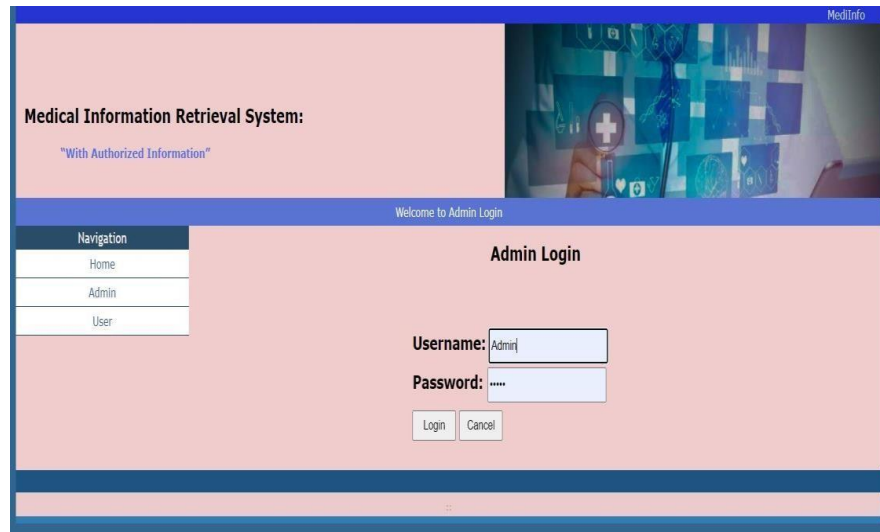 MediInfo
Medical Information Retrieval System:
"With Authorized Information"
Welcome to Admin Login
Navigation
Home
Admin
User
Admin Login
Username: Admin
Password: •••••
Login Cancel
::